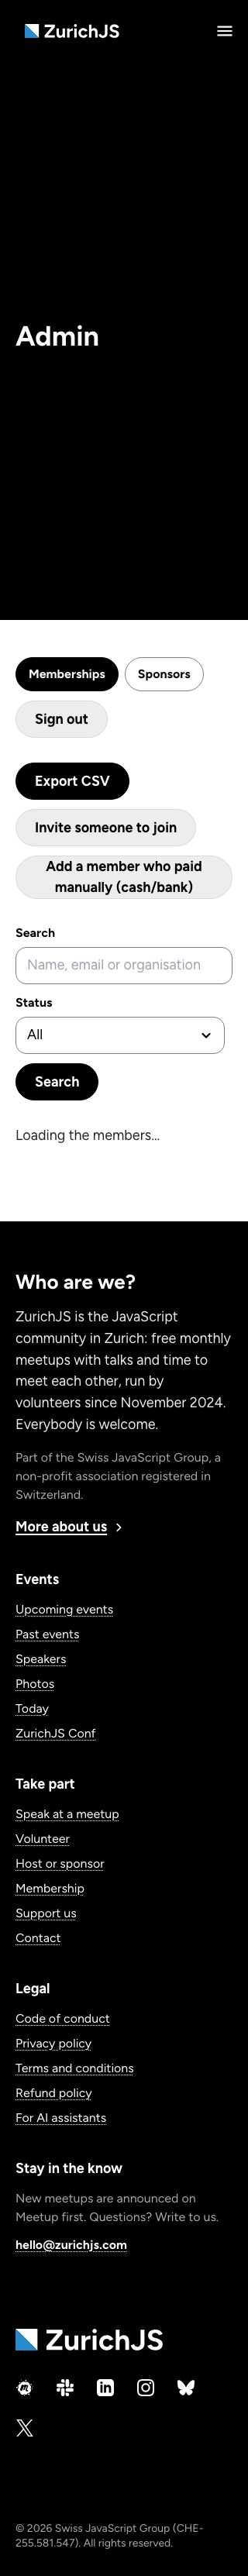 ZurichJS
Admin
Memberships
Sponsors
Sign out
Export CSV
Invite someone to join
Add a member who paid
manually (cash/bank)
Search
Name, email or organisation
Status
All
Search
Loading the members...
Who are we?
ZurichJS is the JavaScript
community in Zurich: free monthly
meetups with talks and time to
meet each other, run by
volunteers since November 2024.
Everybody is welcome.
Part of the Swiss JavaScript Group, a
non-profit association registered in
Switzerland.
More about us
Events
Upcoming events
Past events
Speakers
Photos
Today
ZurichJS Conf
Take part
Speak at a meetup
Volunteer
Host or sponsor
Membership
Support us
Contact
Legal
Code of conduct
Privacy policy
Terms and conditions
Refund policy
For AI assistants
Stay in the know
New meetups are announced on
Meetup first. Questions? Write to us.
hello@zurichjs.com
ZurichJS
© 2026 Swiss JavaScript Group (CHE-
255.581.547). All rights reserved.